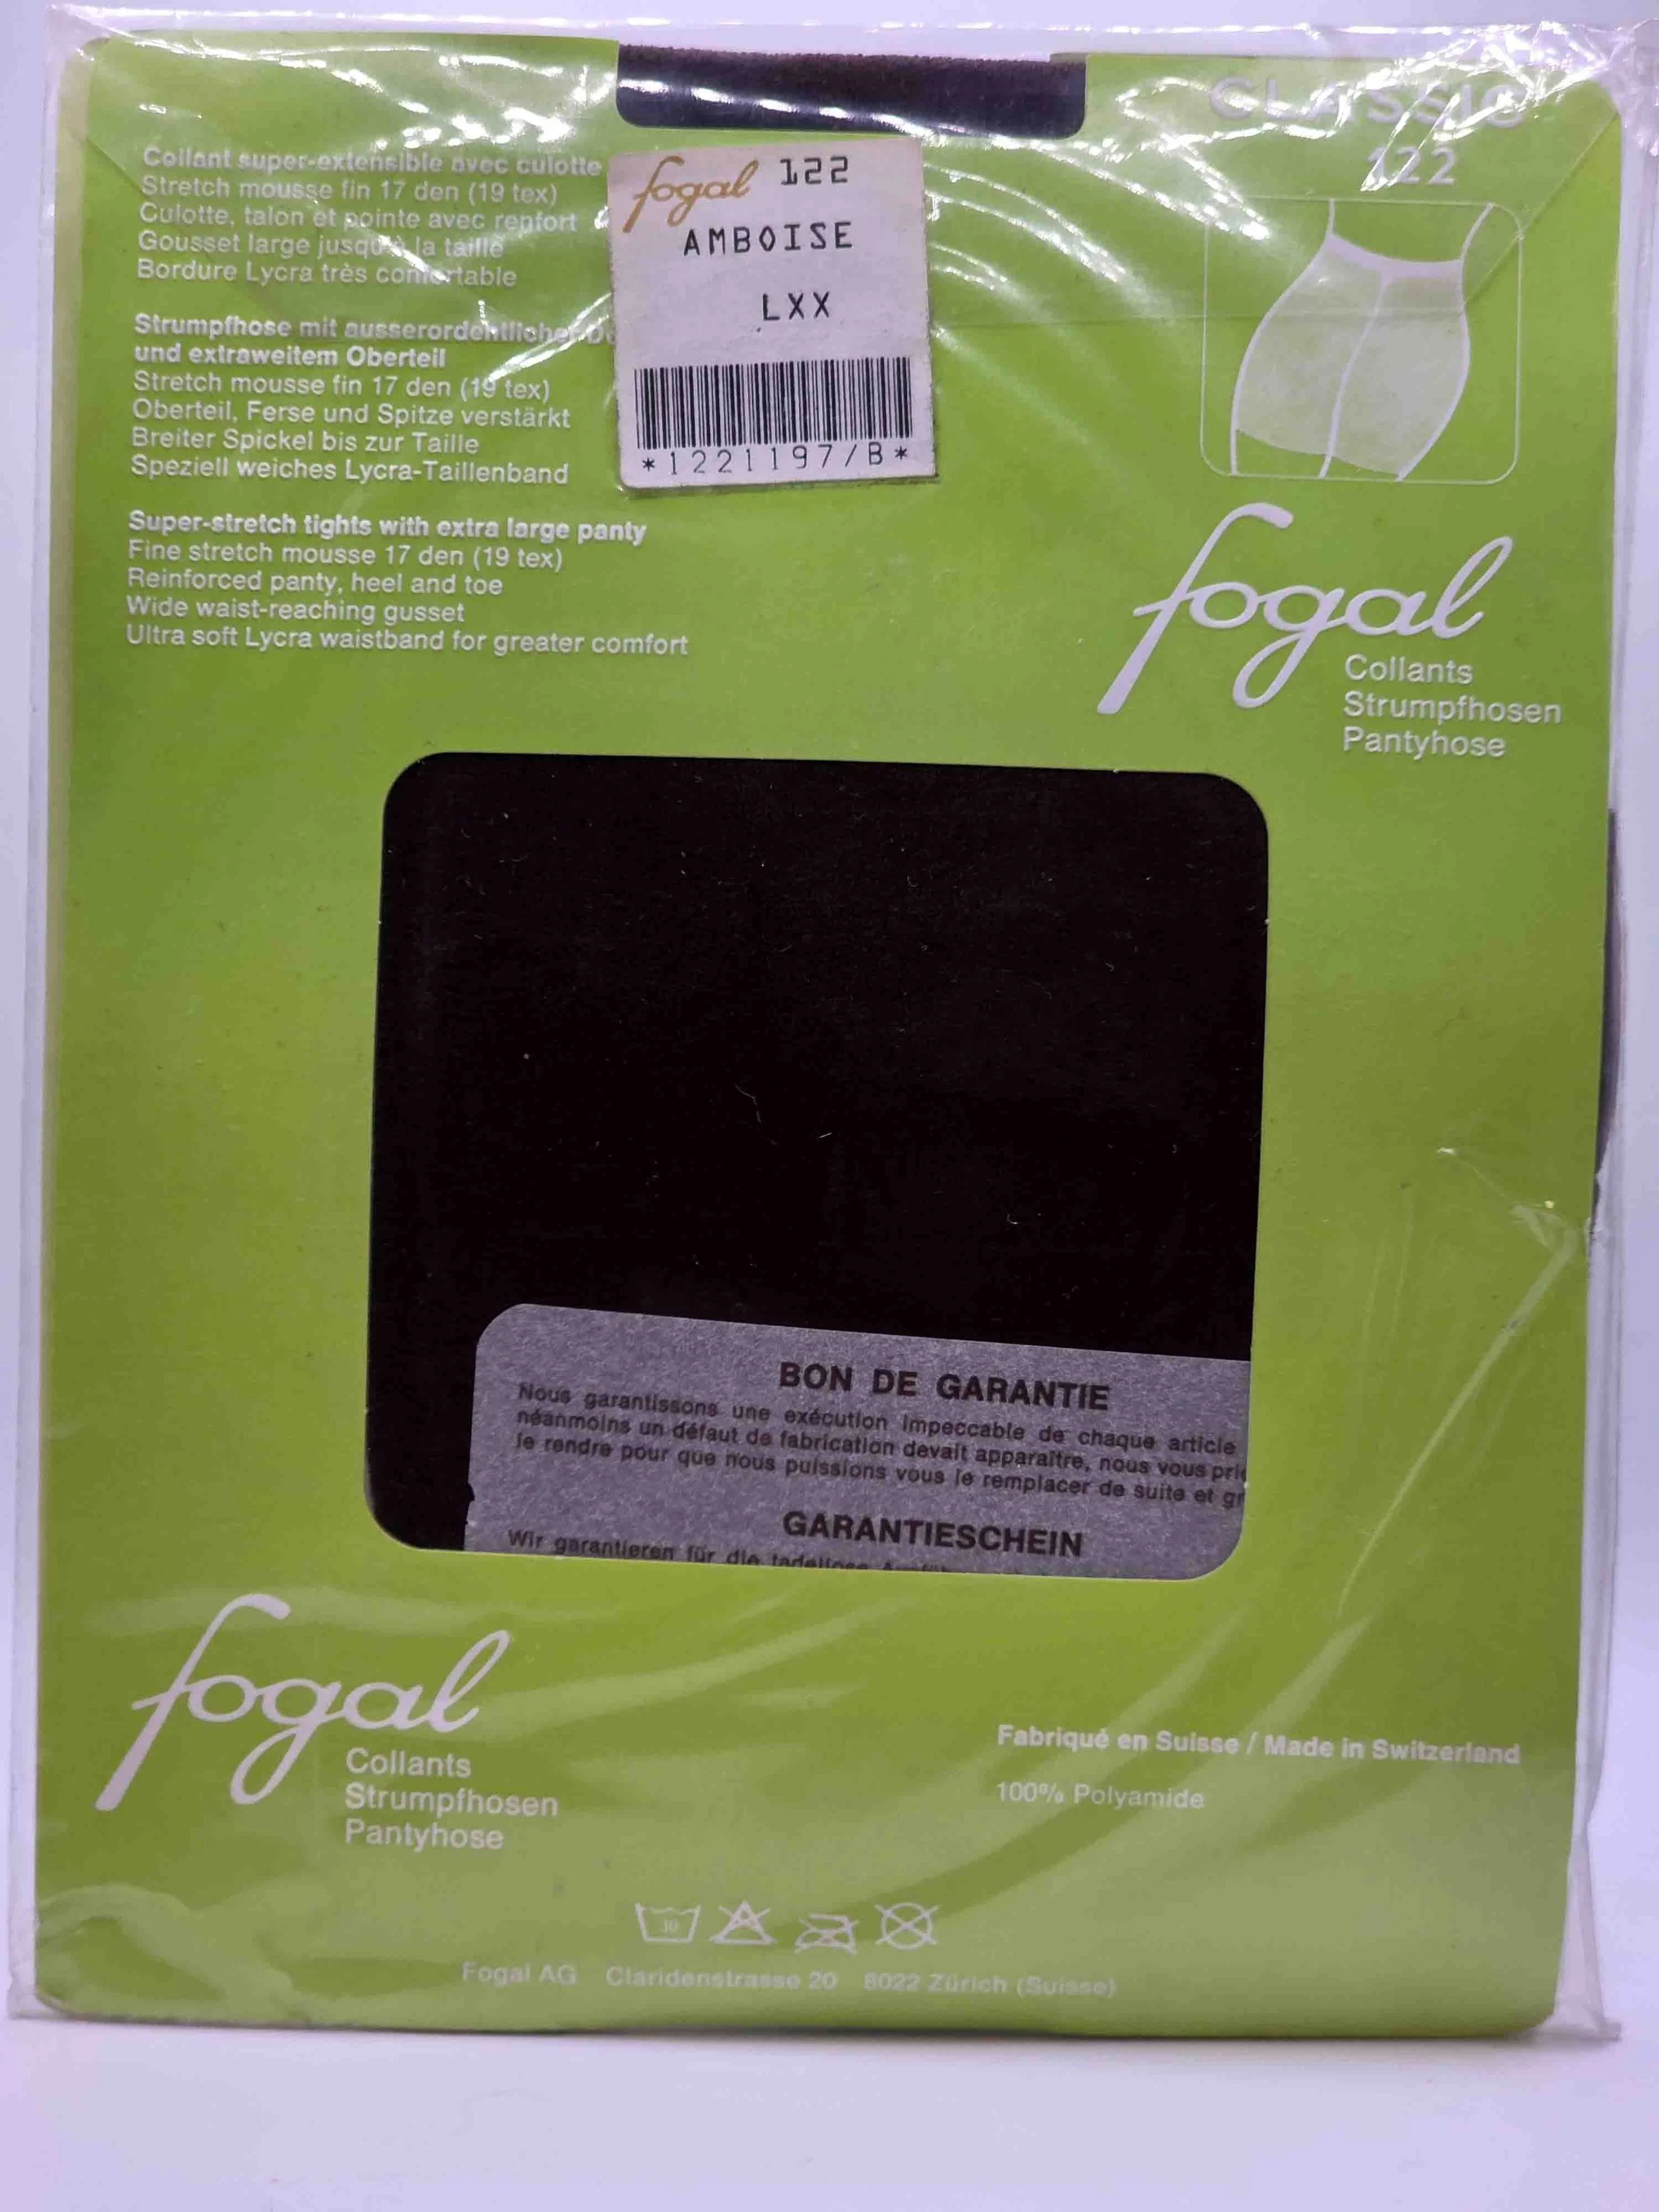 CLASSIC
122
Collant super-extensible avec culotte
Stretch mousse fin 17 den (19 tex)
Culotte, talon et pointe avec renfort
Gousset large jusqu'à la taille
Bordure Lycra très confortable
Strumpfhose mit ausserordentlicher
und extraweitem Oberteil
Stretch mousse fin 17 den (19 tex)
Oberteil, Ferse und Spitze verstärkt
Breiter Spickel bis zur Taille
Speziell weiches Lycra-Taillenband
Super-stretch tights with extra large panty
Fine stretch mousse 17 den (19 tex)
Reinforced panty, heel and toe
Wide waist-reaching gusset
Ultra soft Lycra waistband for greater comfort
fogal 122
AMBOISE
LXX
*1221197/B*
fogal
Collants
Strumpfhosen
Pantyhose
BON DE GARANTIE
Nous garantissons une exécution impeccable de chaque article
néanmoins un défaut de fabrication devait apparaître, nous vous
le rendre pour que nous puissions vous le remplacer de suite et
GARANTIESCHEIN
Wir garantieren für die
fogal
Collants
Strumpfhosen
Pantyhose
Fabriqué en Suisse / Made in Switzerland
100% Polyamide
Fogal AG Claridenstrasse 20 8022 Zürich (Suisse)